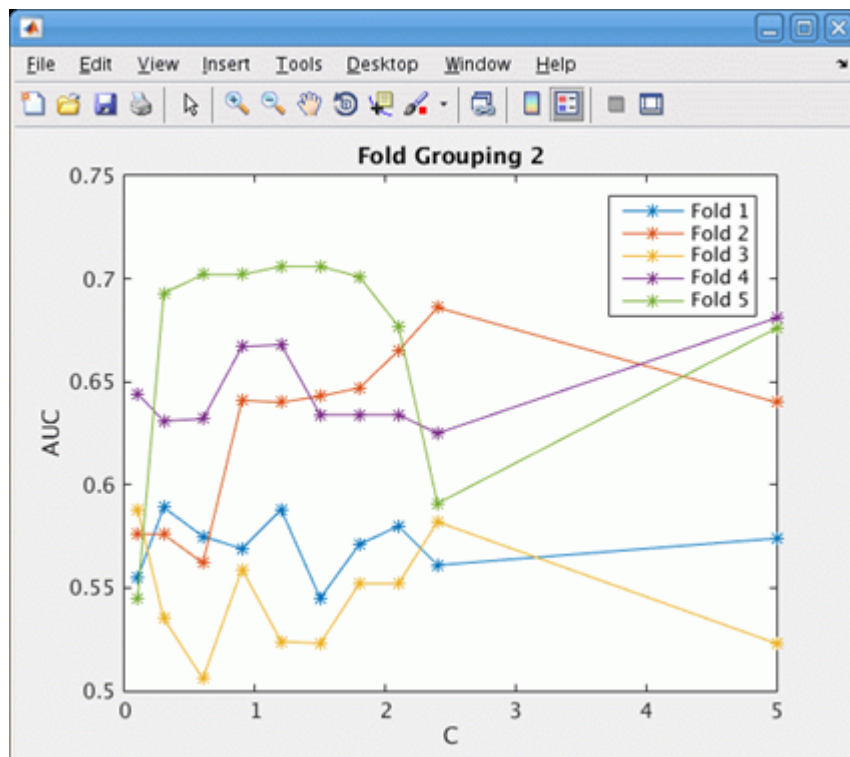 File Edit View Insert Tools Desktop Window Help
Fold Grouping 2
0.75
0.7
0.65
0.6
0.55
0.5
AUC
0 1 2 3 4 5
C
Fold 1
Fold 2
Fold 3
Fold 4
Fold 5